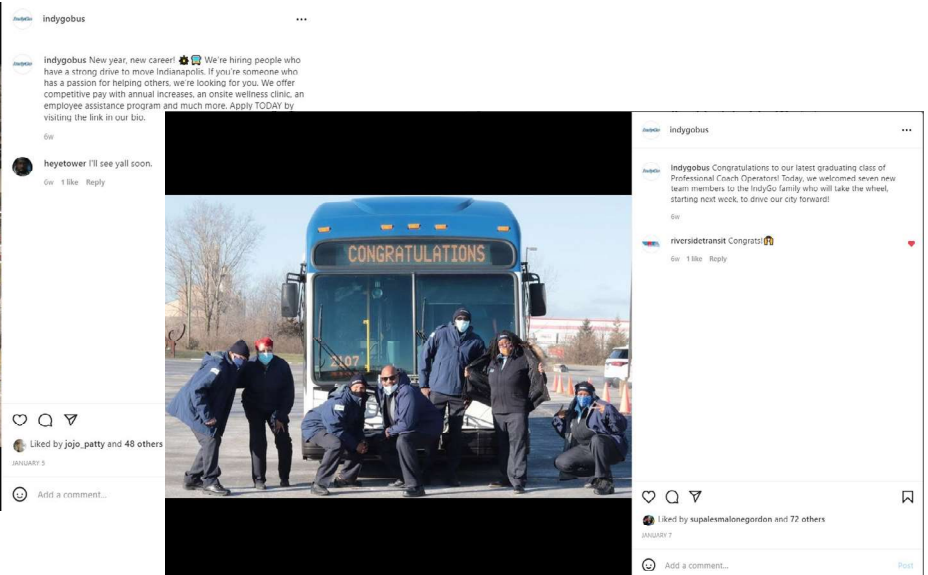 indygobus
indygobus New year, new career! We're hiring people who
have a strong drive to move Indianapolis. If you're someone who
has a passion for helping others, we're looking for you. We offer
competitive pay with annual increases, an onsite wellness clinic, an
employee assistance program and much more. Apply TODAY by
visiting the link in our bio.
6w
heyetower I'll see yall soon.
6w 1 like Reply
Liked by jojo_patty and 48 others
Add a comment...
CONGRATULATIONS
2107
indygobus
indygobus Congratulations to our latest graduating class of
Professional Coach Operators! Today, we welcomed seven new
team members to the IndyGo family who will take the wheel,
starting next week, to drive our city forward!
6w
riversidetransit Congrats!
6w 1 like Reply
Liked by supalesmalonegordon and 72 others
JANUARY 7
Add a comment...
Post